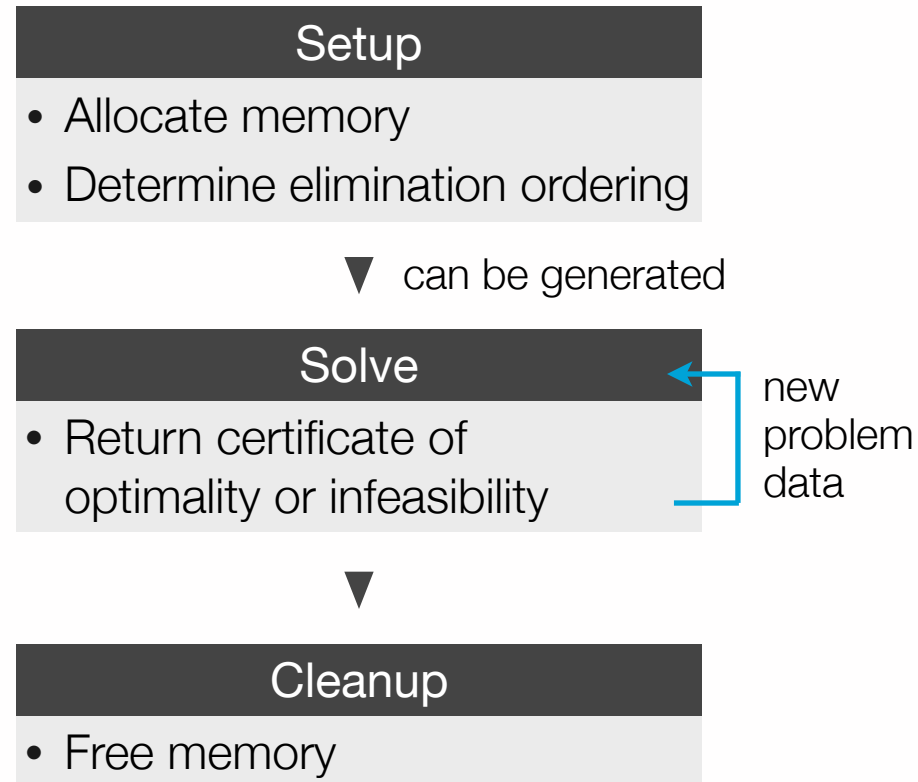 Setup
• Allocate memory
• Determine elimination ordering
can be generated
Solve
• Return certificate of
optimality or infeasibility
new
problem
data
Cleanup
• Free memory